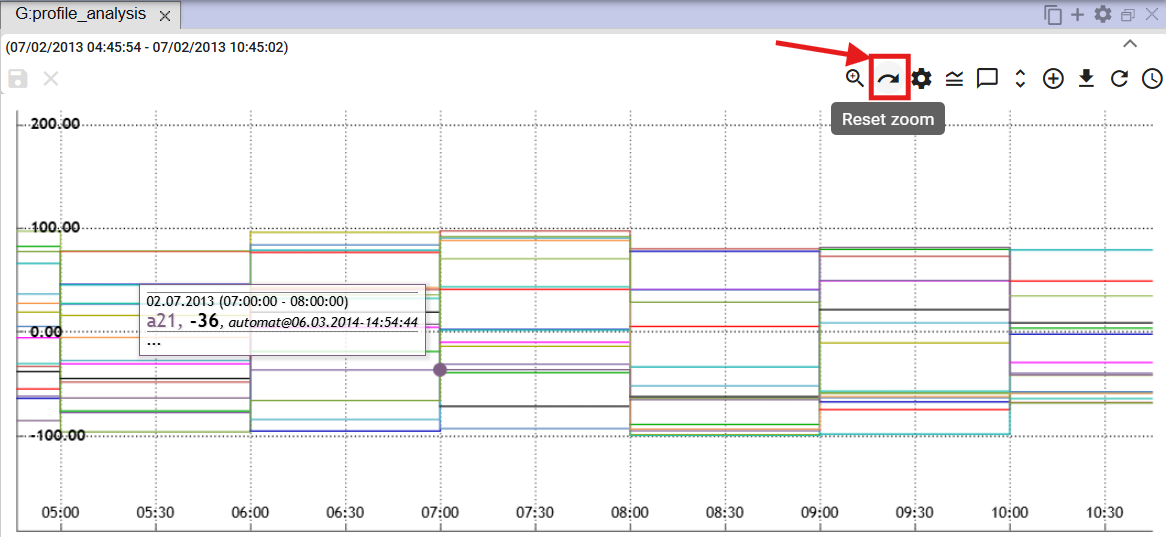 G:profile_analysis
(07/02/2013 04:45:54 - 07/02/2013 10:45:02)
Reset zoom
200.00
100.00
02.07.2013 (07:00:00 - 08:00:00)
a21, -36, automat@06.03.2014-14:54:44
...
0.00
-100.00
05:00 05:30 06:00 06:30 07:00 07:30 08:00 08:30 09:00 09:30 10:00 10:30